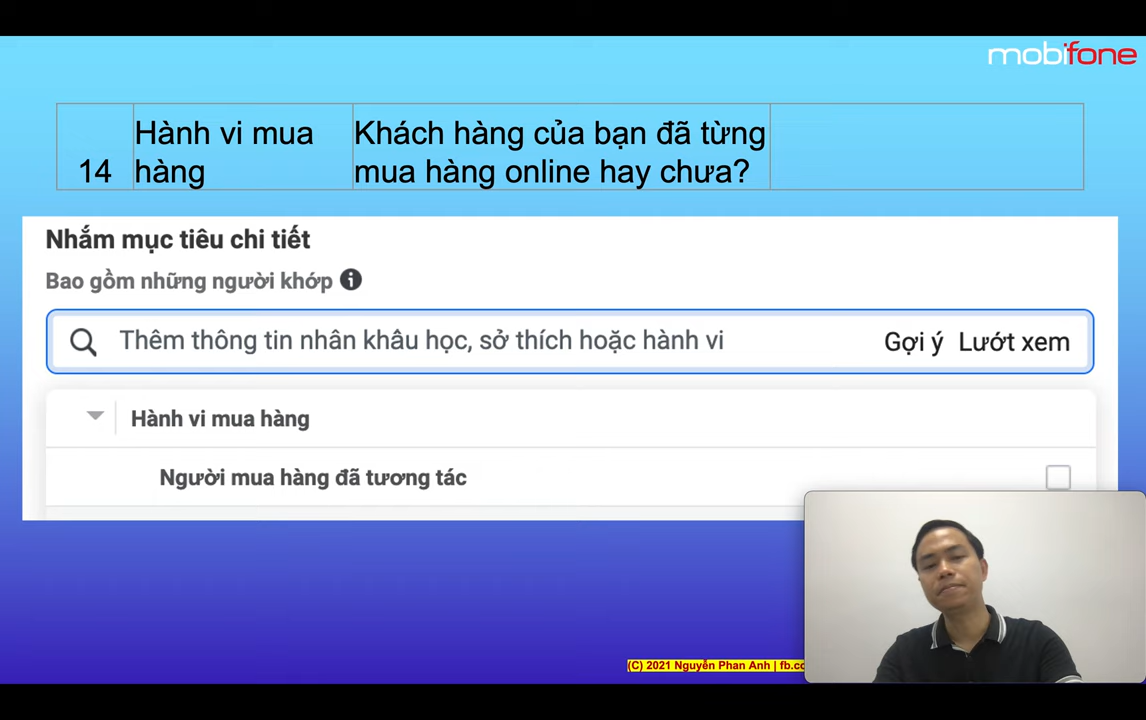 mobifone
14
Hành vi mua
hàng
Khách hàng của bạn đã từng
mua hàng online hay chưa?
Nhắm mục tiêu chi tiết
Bao gồm những người khớp
Thêm thông tin nhân khẩu học, sở thích hoặc hành vi
Gợi ý Lướt xem
Hành vi mua hàng
Người mua hàng đã tương tác
(C) 2021 Nguyễn Phan Anh |